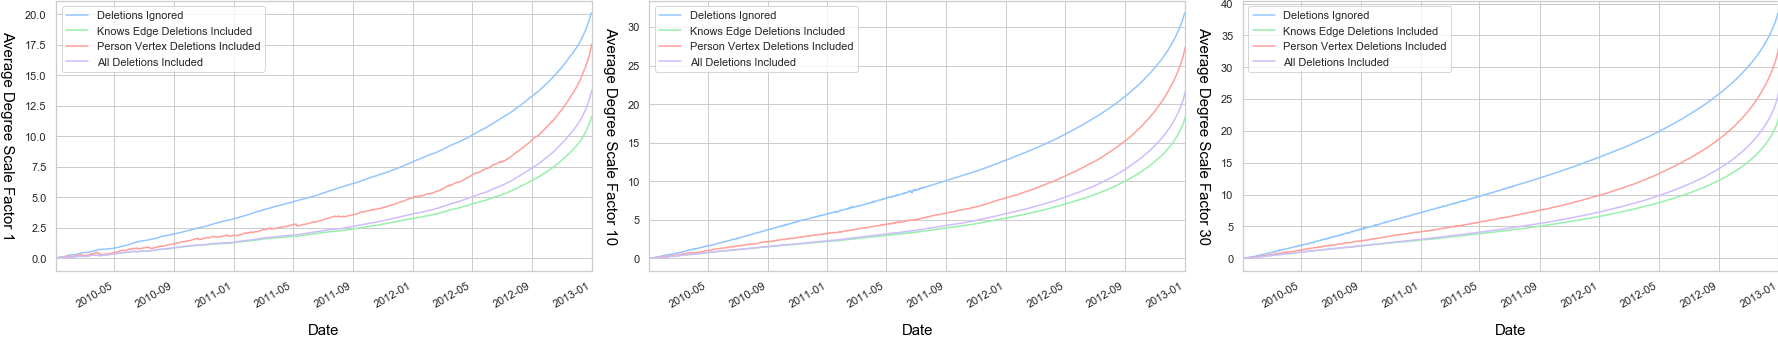 Average Degree Scale Factor 1
20.0
17.5
15.0
12.5
10.0
7.5
5.0
2.5
0.0
Deletions Ignored
Knows Edge Deletions Included
Person Vertex Deletions Included
All Deletions Included
2010-05
2010-09
2011-01
2011-05
2011-09
2012-01
2012-05
2012-09
2013-01
Date
Average Degree Scale Factor 10
30
25
20
15
10
5
0
Deletions Ignored
Knows Edge Deletions Included
Person Vertex Deletions Included
All Deletions Included
2010-05
2010-09
2011-01
2011-05
2011-09
2012-01
2012-05
2012-09
2013-01
Date
Average Degree Scale Factor 30
40
35
30
25
20
15
10
5
0
Deletions Ignored
Knows Edge Deletions Included
Person Vertex Deletions Included
All Deletions Included
2010-05
2010-09
2011-01
2011-05
2011-09
2012-01
2012-05
2012-09
2013-01
Date